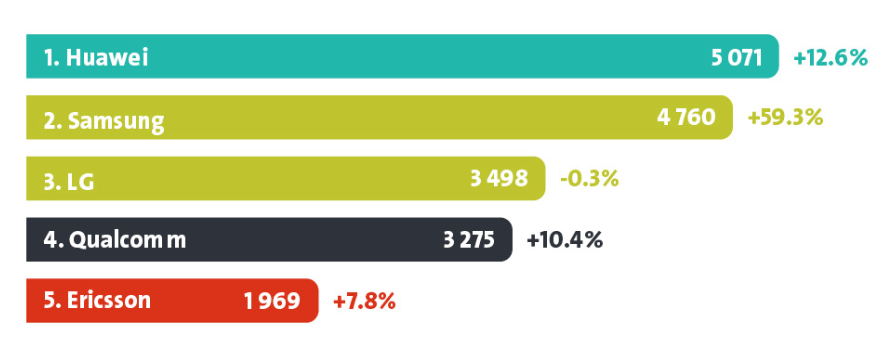 1. Huawei 5 071 +12.6%
2. Samsung 4 760 +59.3%
3. LG 3 498 -0.3%
4. Qualcomm 3 275 +10.4%
5. Ericsson 1 969 +7.8%